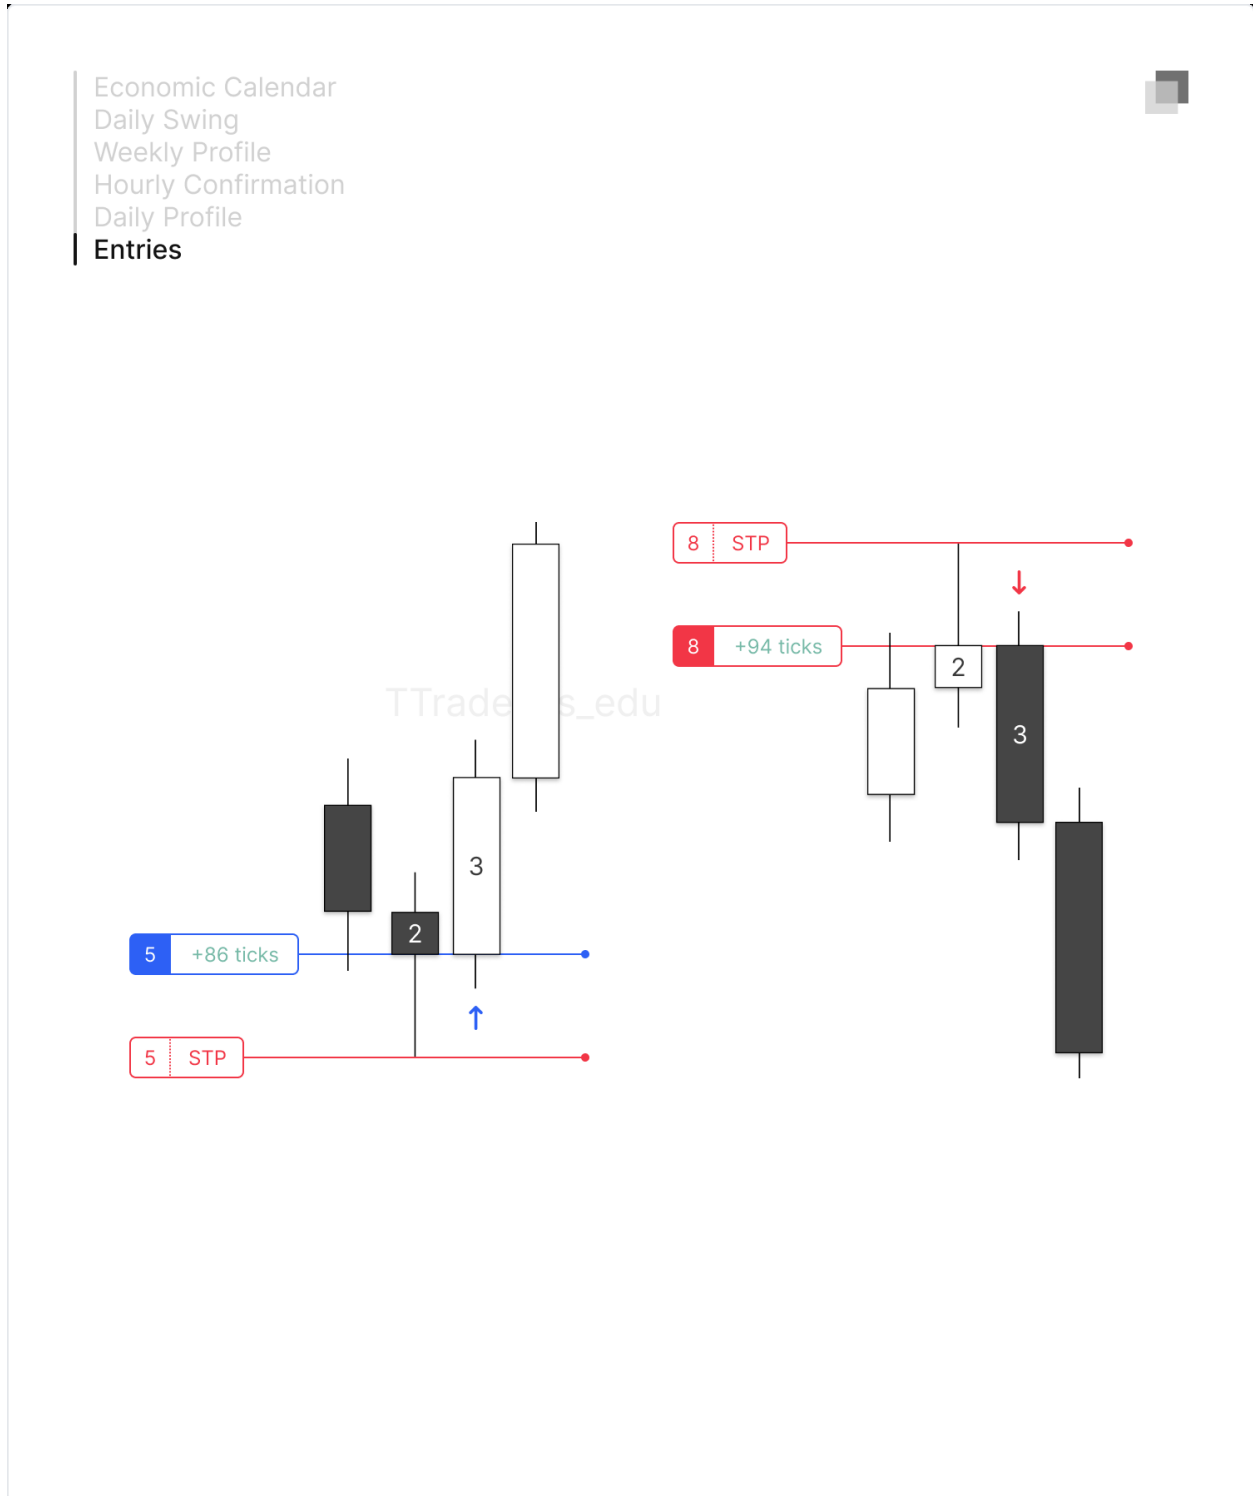 Economic Calendar
Daily Swing
Weekly Profile
Hourly Confirmation
Daily Profile
Entries
8 STP
8 +94 ticks
2
3
3
2
5 +86 ticks
5 STP